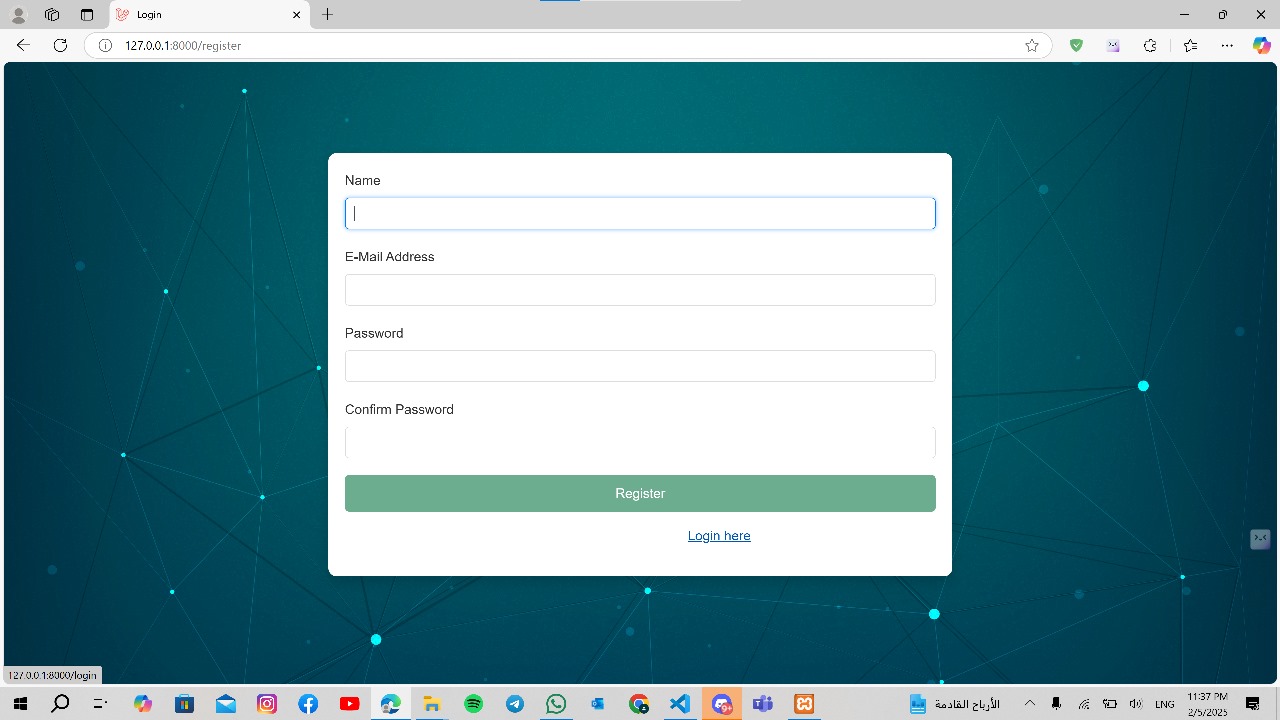 Login
127.0.0.1:8000/register
Name
E-Mail Address
Password
Confirm Password
Register
Login here
127.0.0.1:8000/login
9+
الأرباح القادمة
ENG
11:37 PM
2/5/2025